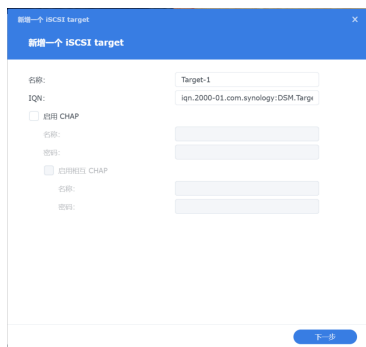 新增一个 iSCSI target
新增一个 iSCSI target
名称: Target-1
IQN: iqn.2000-01.com.synology:DSM.Targe
启用 CHAP
名称:
密码:
启用相互 CHAP
名称:
密码:
下一步